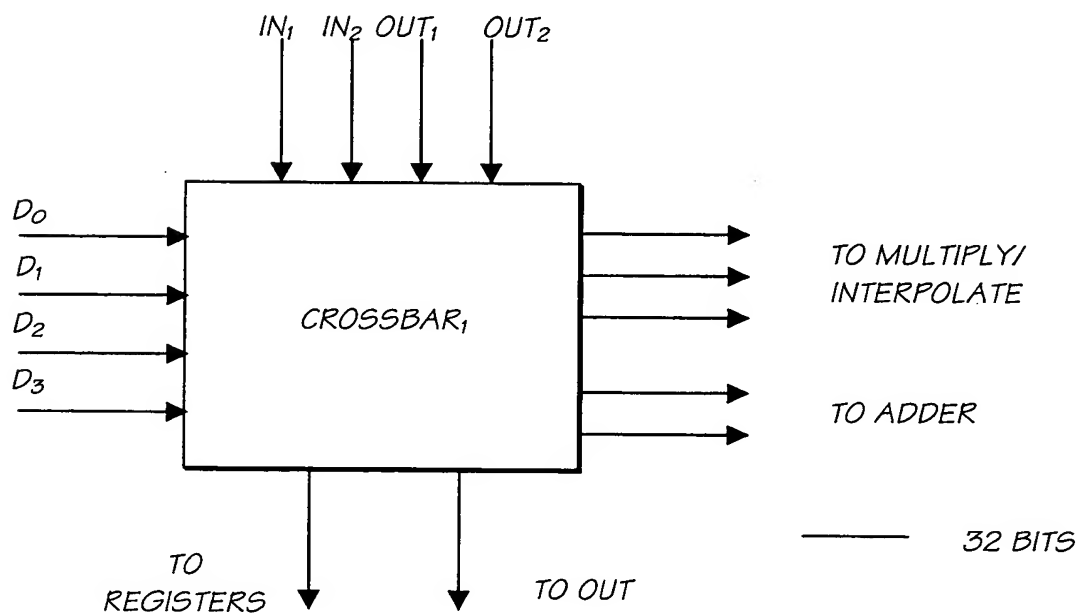 IN₁ IN₂ OUT₁ OUT₂
D₀
D₁
D₂
D₃
CROSSBAR₁
TO MULTIPLY/
INTERPOLATE
TO ADDER
32 BITS
TO
REGISTERS
TO OUT